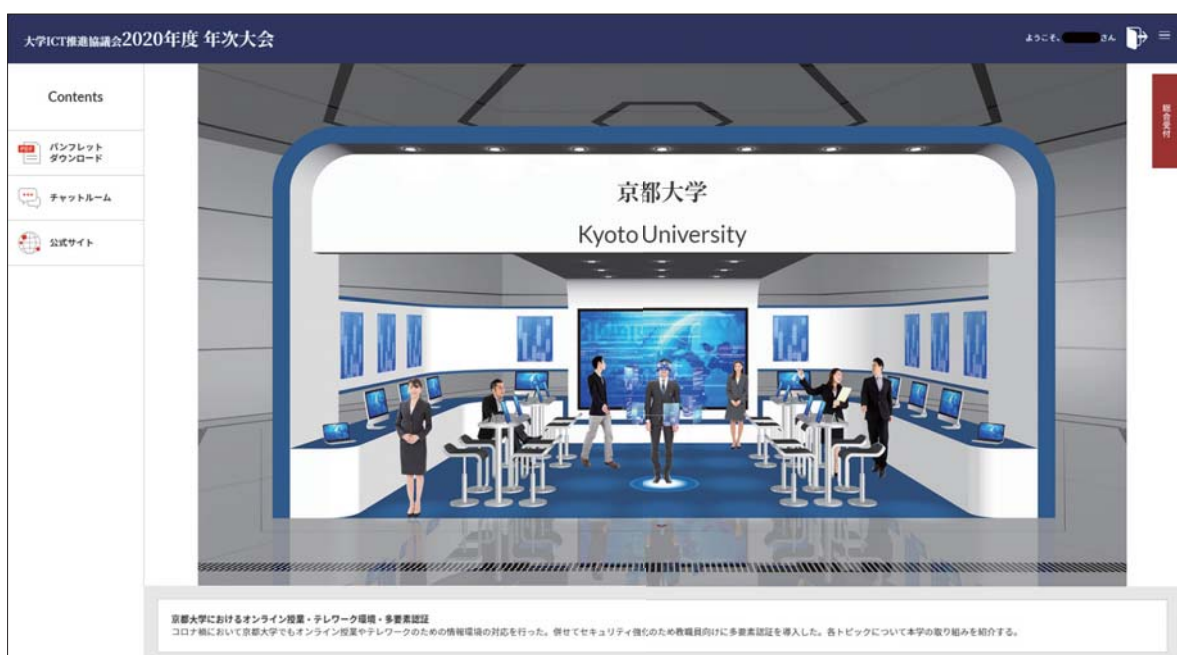 大学ICT推進協議会2020年度 年次大会
ようこそ、
さん
Contents
PDF
パンフレット
ダウンロード
チャットルーム
公式サイト
総合受付
京都大学
Kyoto University
京都大学におけるオンライン授業・テレワーク環境・多要素認証
コロナ禍において京都大学でもオンライン授業やテレワークのための情報環境の対応を行った。併せてセキュリティ強化のため教職員向けに多要素認証を導入した。各トピックについて本学の取り組みを紹介する。